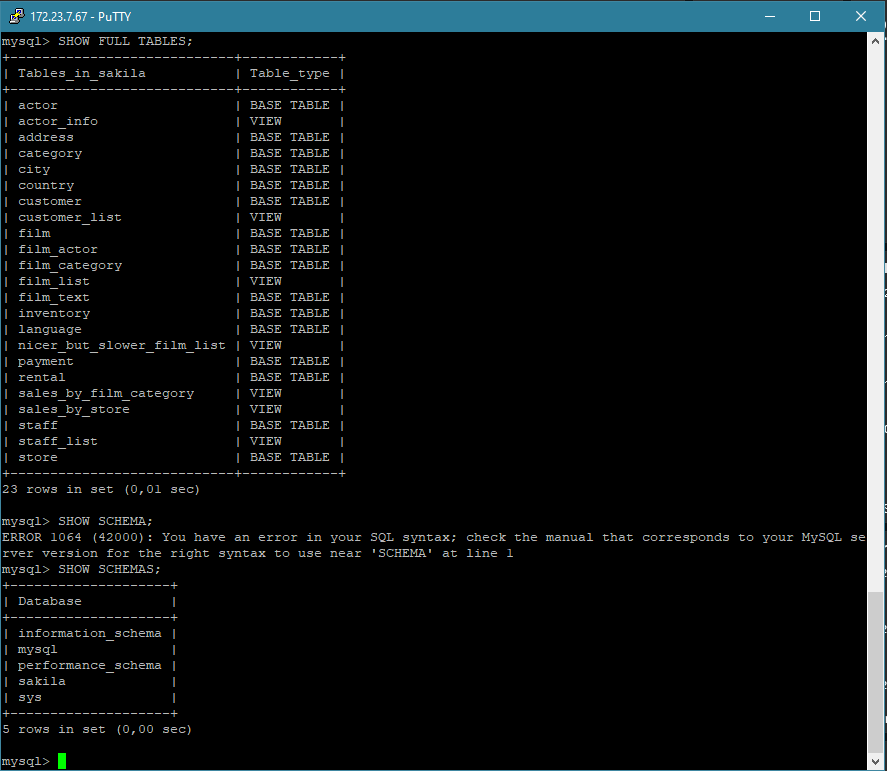 172.23.7.67 - PuTTY
mysql> SHOW FULL TABLES;
+----------------------------+------------+
| Tables_in_sakila           | Table_type |
+----------------------------+------------+
| actor                      | BASE TABLE |
| actor_info                 | VIEW       |
| address                    | BASE TABLE |
| category                   | BASE TABLE |
| city                       | BASE TABLE |
| country                    | BASE TABLE |
| customer                   | BASE TABLE |
| customer_list              | VIEW       |
| film                       | BASE TABLE |
| film_actor                 | BASE TABLE |
| film_category              | BASE TABLE |
| film_list                  | VIEW       |
| film_text                  | BASE TABLE |
| inventory                  | BASE TABLE |
| language                   | BASE TABLE |
| nicer_but_slower_film_list | VIEW       |
| payment                    | BASE TABLE |
| rental                     | BASE TABLE |
| sales_by_film_category     | VIEW       |
| sales_by_store             | VIEW       |
| staff                      | BASE TABLE |
| staff_list                 | VIEW       |
| store                      | BASE TABLE |
+----------------------------+------------+
23 rows in set (0,01 sec)
mysql> SHOW SCHEMA;
ERROR 1064 (42000): You have an error in your SQL syntax; check the manual that corresponds to your MySQL se
rver version for the right syntax to use near 'SCHEMA' at line 1
mysql> SHOW SCHEMAS;
+--------------------+
| Database           |
+--------------------+
| information_schema |
| mysql              |
| performance_schema |
| sakila             |
| sys                |
+--------------------+
5 rows in set (0,00 sec)
mysql>